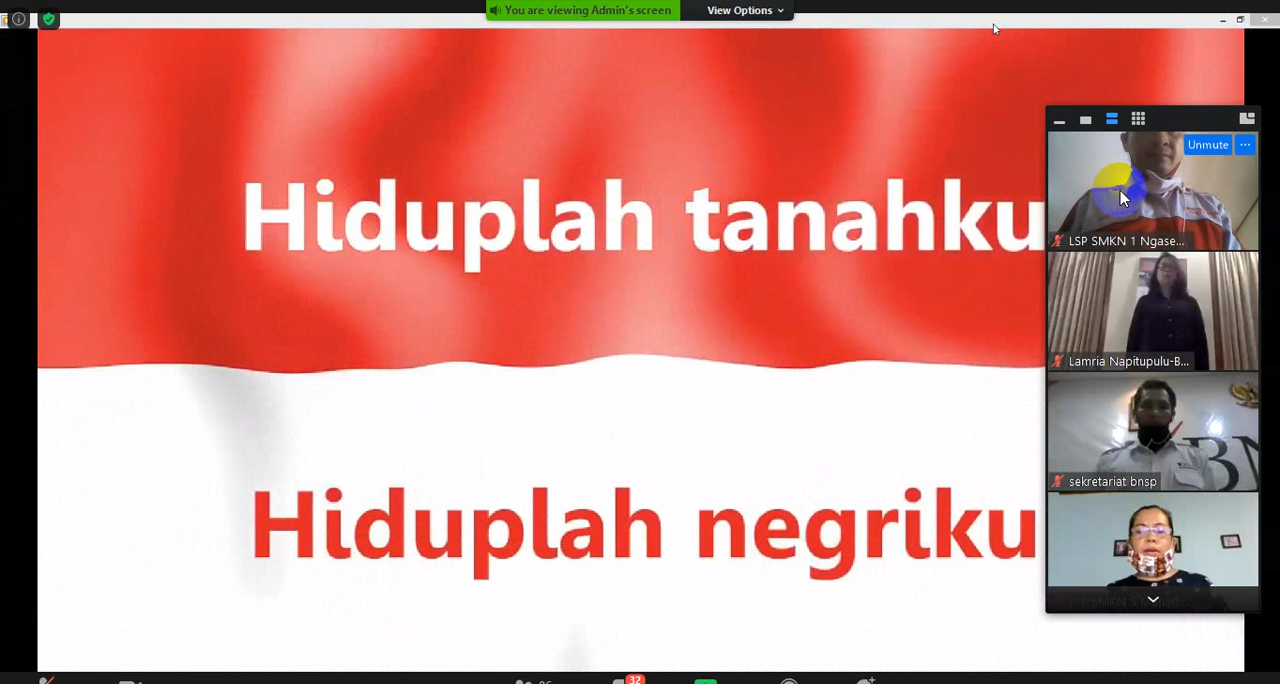 You are viewing Admin's screen
View Options
Hiduplah tanahku
Hiduplah negriku
Unmute
LSP SMKN 1 Ngase...
Lamria Napitupulu-B...
sekretariat bnsp
BN
32